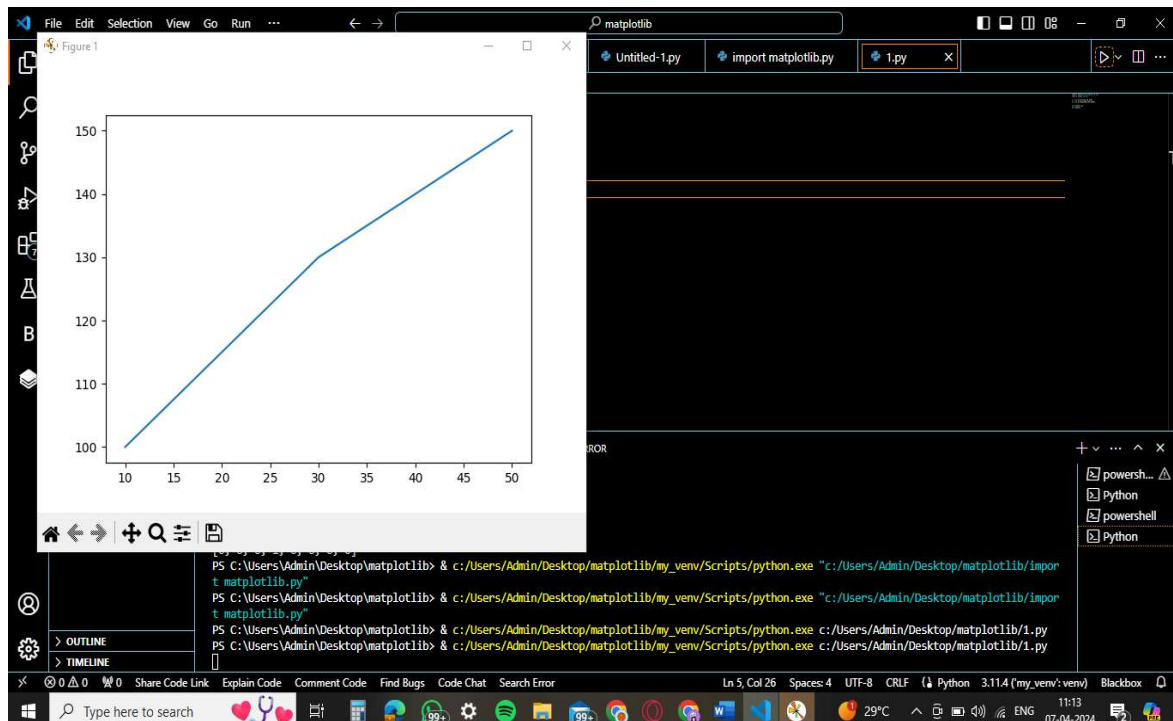 File Edit Selection View Go Run ··· matplotlib
Figure 1
Untitled-1.py import matplotlib.py 1.py
150
140
130
120
110
100
10 15 20 25 30 35 40 45 50
7
B
ROR
powersh...
Python
powershell
Python
PS C:\Users\Admin\Desktop\matplotlib> & c:/Users/Admin/Desktop/matplotlib/my_venv/Scripts/python.exe "c:/Users/Admin/Desktop/matplotlib/impor
t matplotlib.py"
PS C:\Users\Admin\Desktop\matplotlib> & c:/Users/Admin/Desktop/matplotlib/my_venv/Scripts/python.exe "c:/Users/Admin/Desktop/matplotlib/impor
t matplotlib.py"
PS C:\Users\Admin\Desktop\matplotlib> & c:/Users/Admin/Desktop/matplotlib/my_venv/Scripts/python.exe c:/Users/Admin/Desktop/matplotlib/1.py
PS C:\Users\Admin\Desktop\matplotlib> & c:/Users/Admin/Desktop/matplotlib/my_venv/Scripts/python.exe c:/Users/Admin/Desktop/matplotlib/1.py
> OUTLINE
> TIMELINE
0 0 0 Share Code Link Explain Code Comment Code Find Bugs Code Chat Search Error Ln 5, Col 26 Spaces: 4 UTF-8 CRLF Python 3.11.4 ('my_venv': venv) Blackbox
Type here to search 99+ 99+ 29°C ENG 11:13
07-04-2024 2